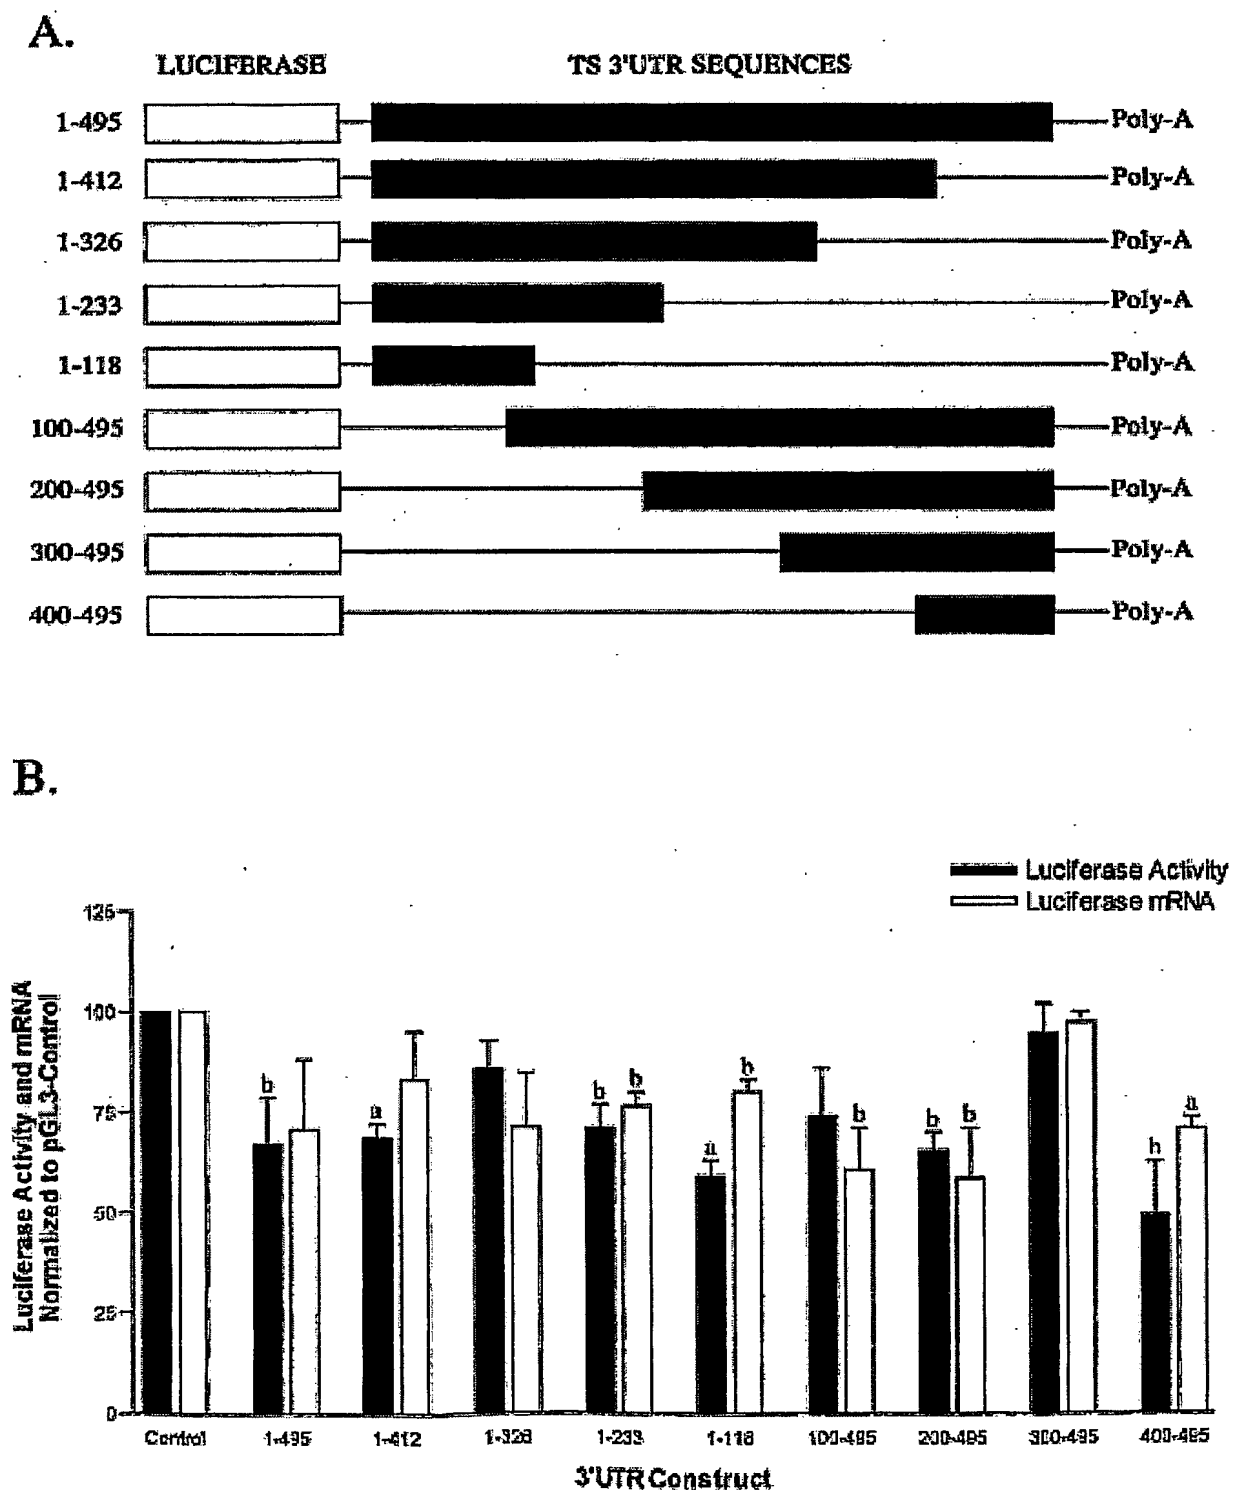 A.
LUCIFERASE TS 3'UTR SEQUENCES
1-495 Poly-A
1-412 Poly-A
1-326 Poly-A
1-233 Poly-A
1-118 Poly-A
100-495 Poly-A
200-495 Poly-A
300-495 Poly-A
400-495 Poly-A
B.
Luciferase Activity
Luciferase mRNA
Luciferase Activity and mRNA
Normalized to pGL3-Control
125
100
75
50
25
0
b
a
b b
a b
b
b b
b a
Control 1-495 1-412 1-326 1-233 1-118 100-495 200-495 300-495 400-495
3'UTR Construct